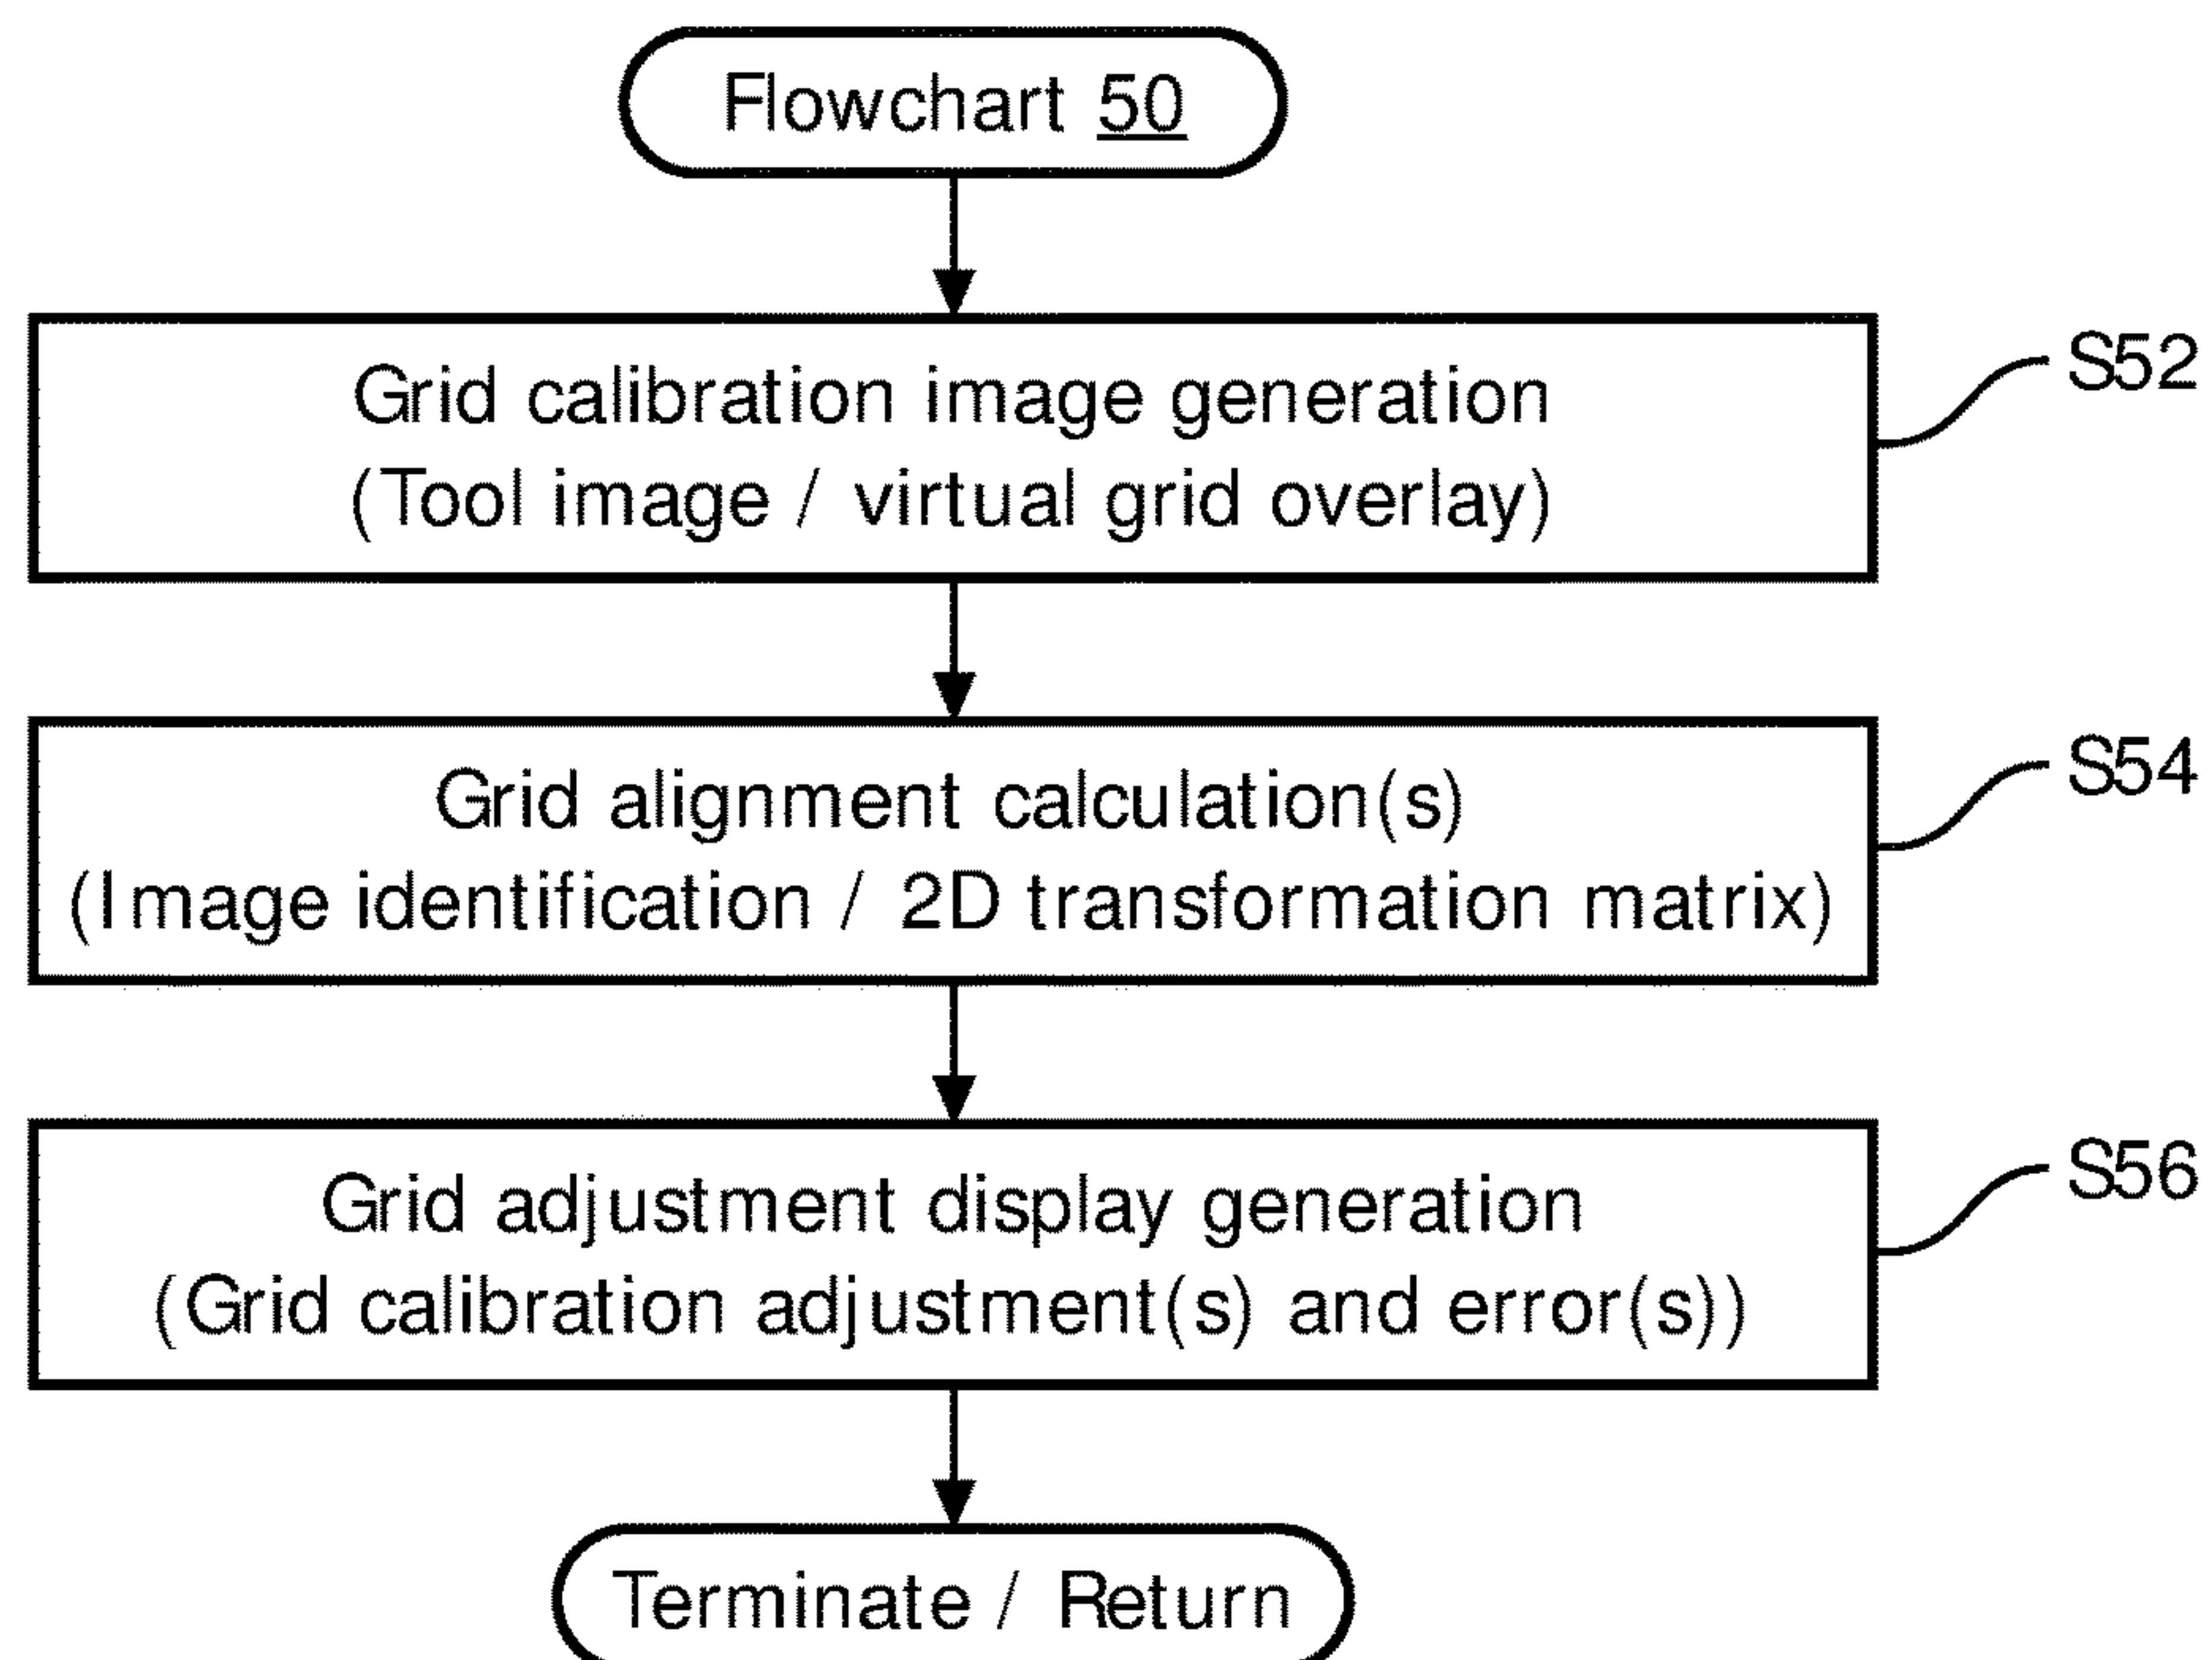 Flowchart 50
Grid calibration image generation
(Tool image / virtual grid overlay)
S52
Grid alignment calculation(s)
(Image identification / 2D transformation matrix)
S54
Grid adjustment display generation
(Grid calibration adjustment(s) and error(s))
S56
Terminate / Return